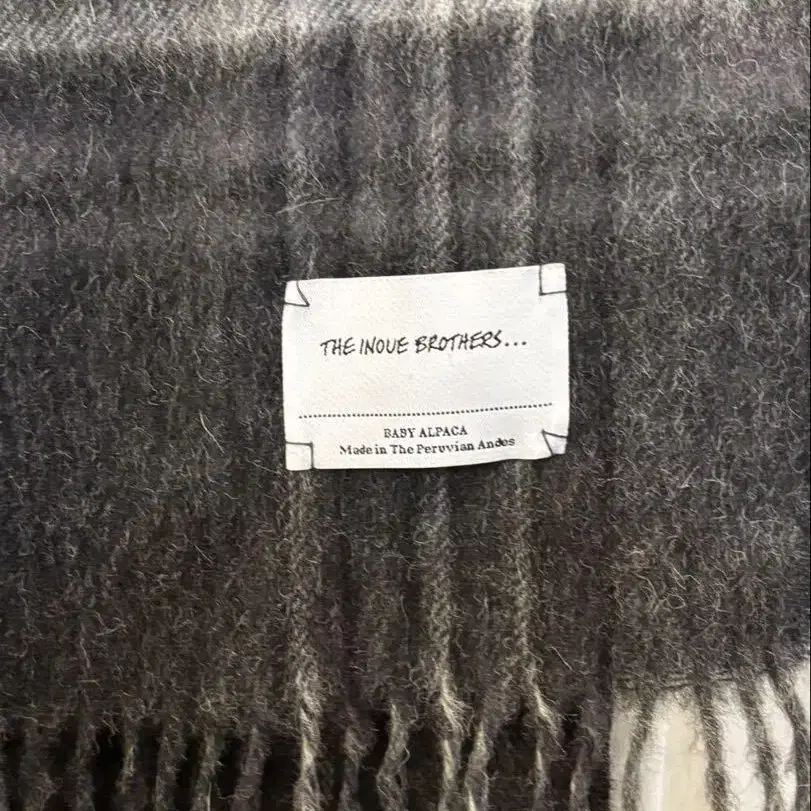 THE INOUE BROTHERS...
BABY ALPACA
Made in The Peruvian Andes